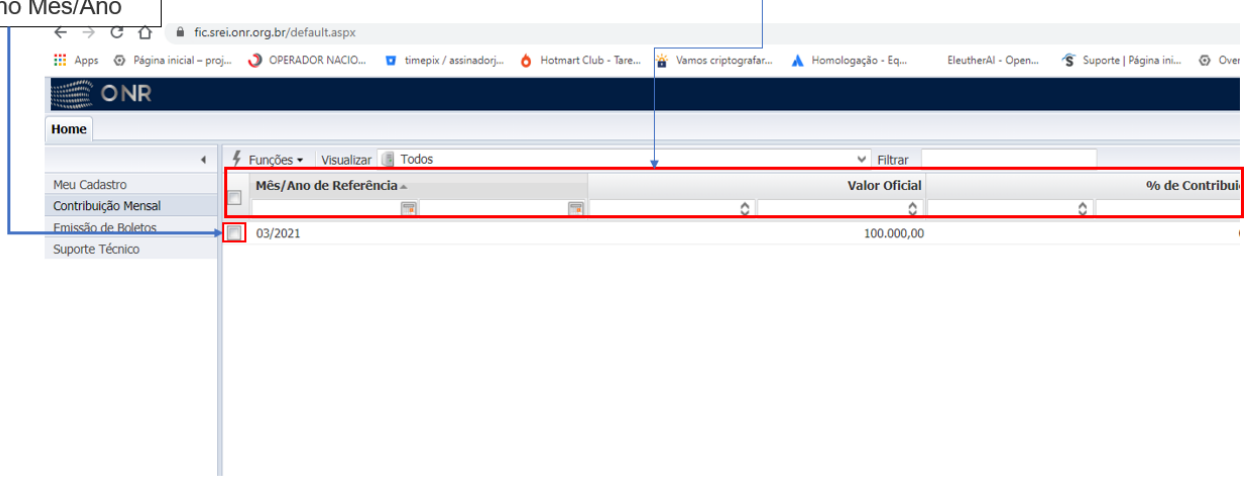 no Mês/Ano
fic.srei.onr.org.br/default.aspx
Apps Página inicial – proj... OPERADOR NACIO... timepix / assinadorj... Hotmart Club - Tare... Vamos criptografar... Homologação - Eq... EleutherAI - Open... Suporte | Página ini... Over
ONR
Home
Funções Visualizar Todos Filtrar
Meu Cadastro
Contribuição Mensal
Emissão de Boletos
Suporte Técnico
Mês/Ano de Referência Valor Oficial % de Contribui
03/2021 100.000,00